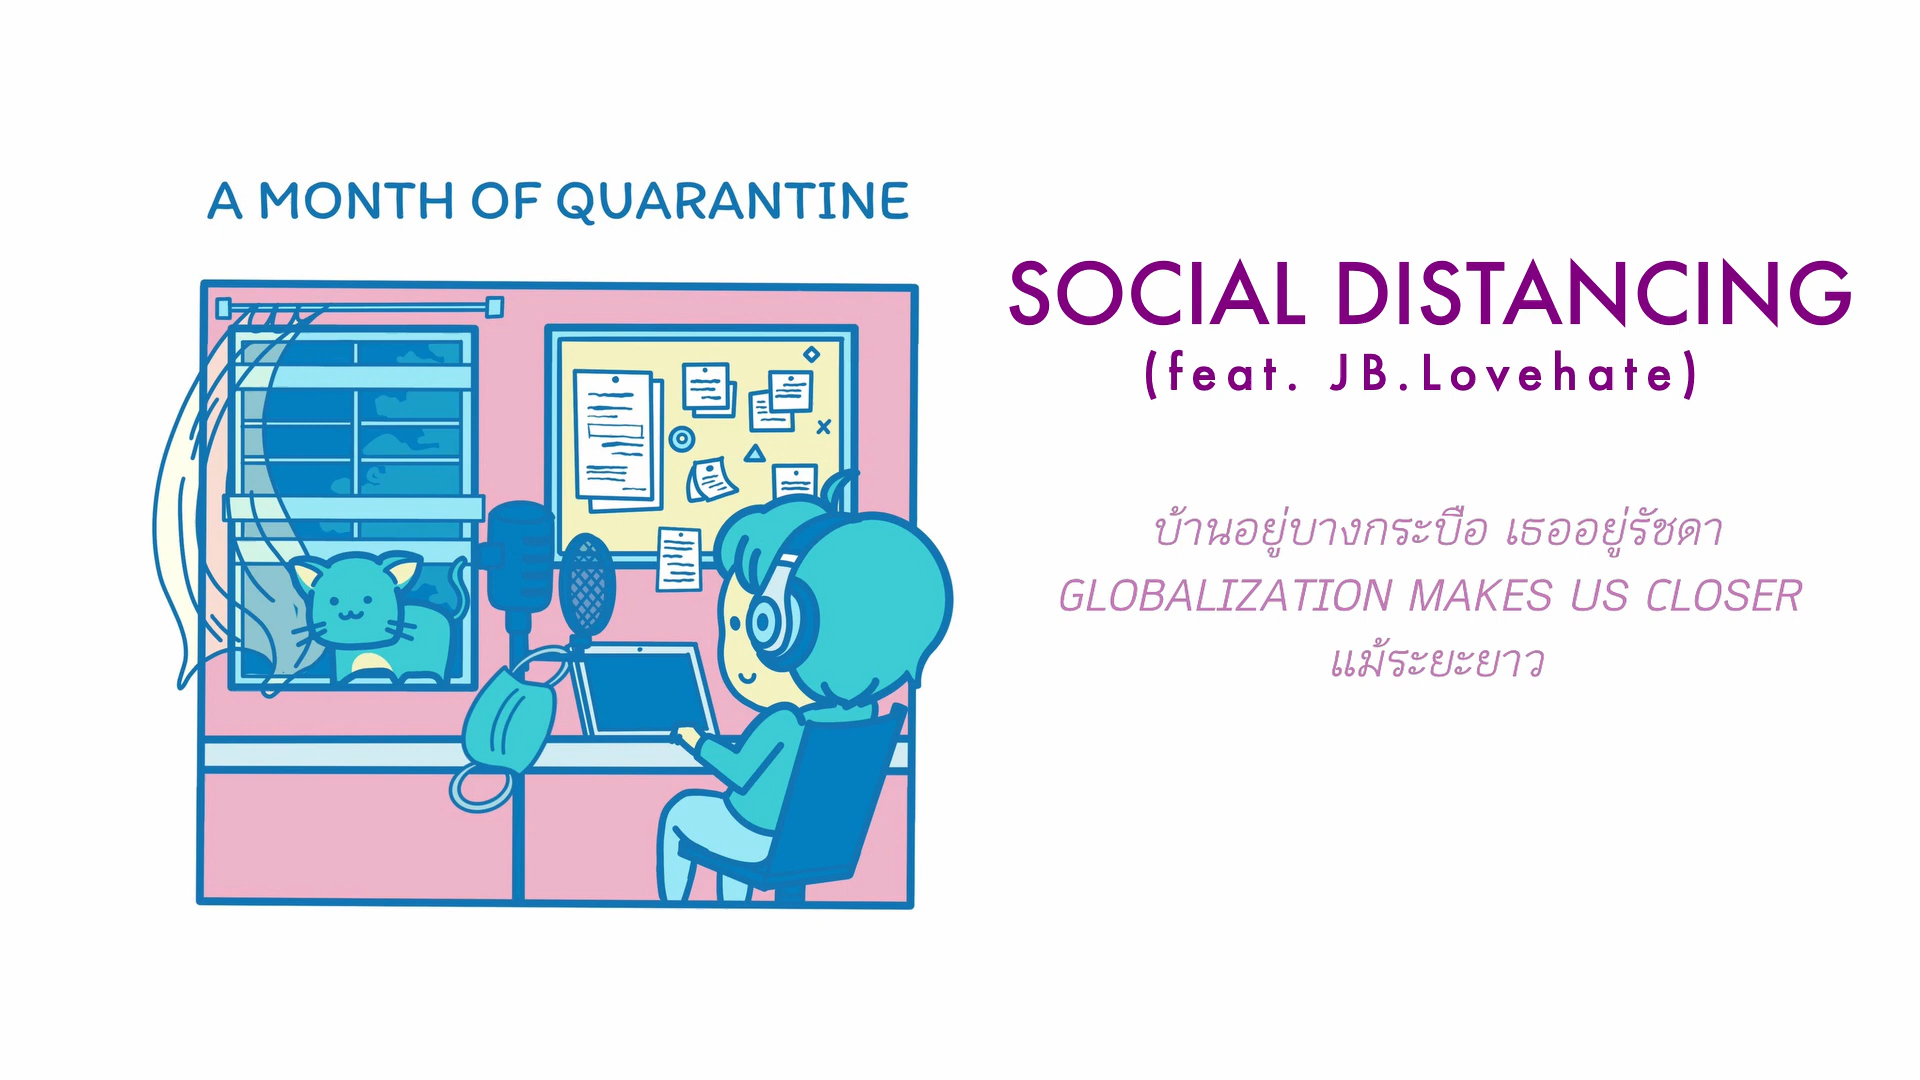 A MONTH OF QUARANTINE
SOCIAL DISTANCING
(feat. JB.Lovehate)
บ้านอยู่บางกระบือ เธออยู่รัชดา
GLOBALIZATION MAKES US CLOSER
แม้ระยะยาว